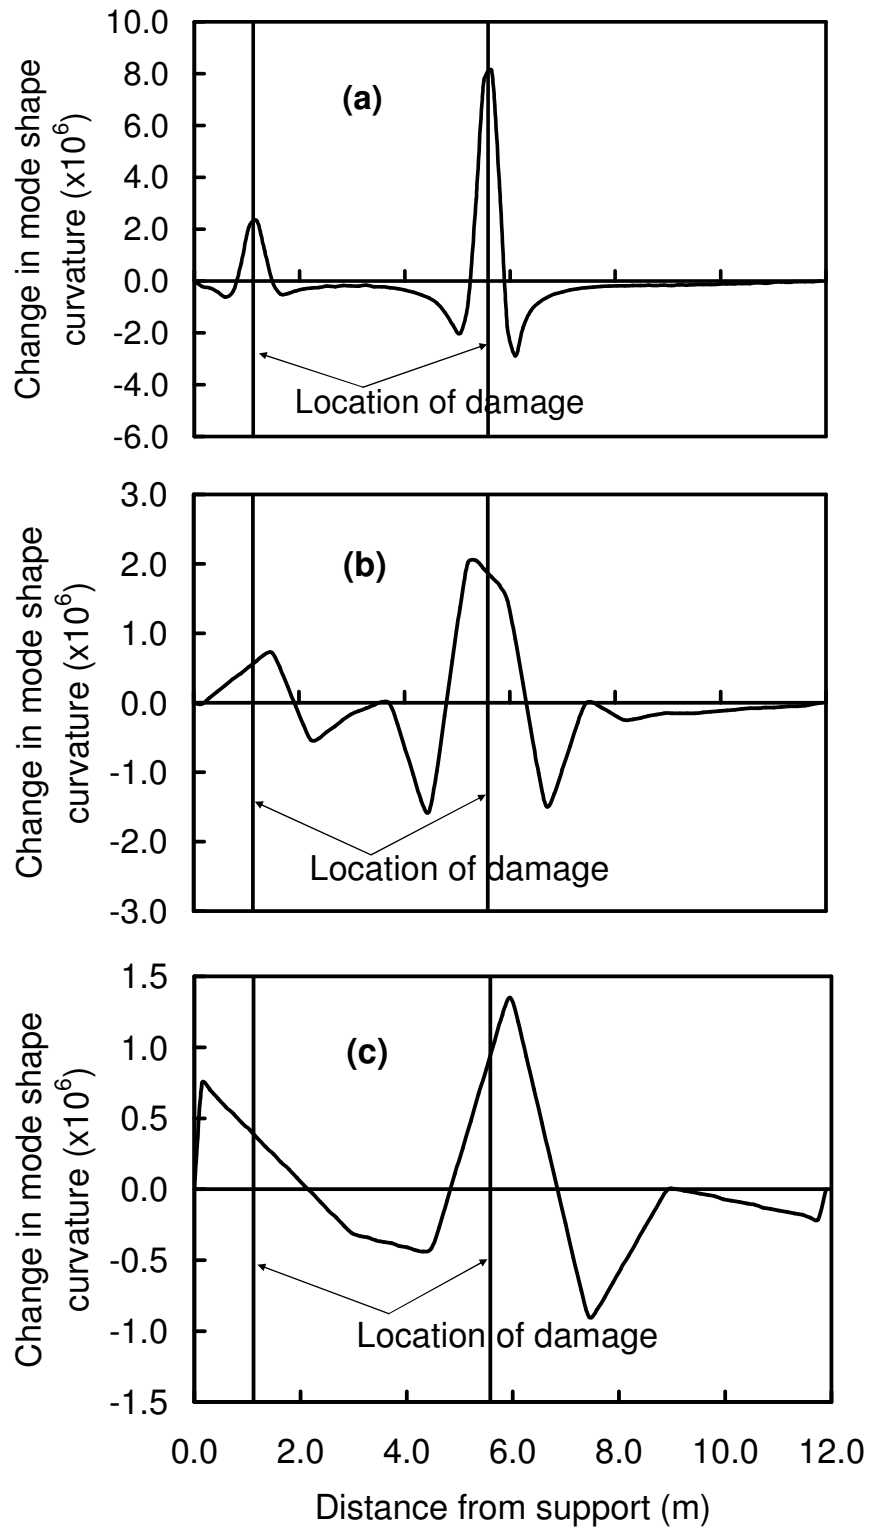 Change in mode shape
curvature (x10⁶)
10.0
8.0
6.0
4.0
2.0
0.0
-2.0
-4.0
-6.0
(a)
Location of damage
Change in mode shape
curvature (x10⁶)
3.0
2.0
1.0
0.0
-1.0
-2.0
-3.0
(b)
Location of damage
Change in mode shape
curvature (x10⁶)
1.5
1.0
0.5
0.0
-0.5
-1.0
-1.5
(c)
Location of damage
0.0 2.0 4.0 6.0 8.0 10.0 12.0
Distance from support (m)